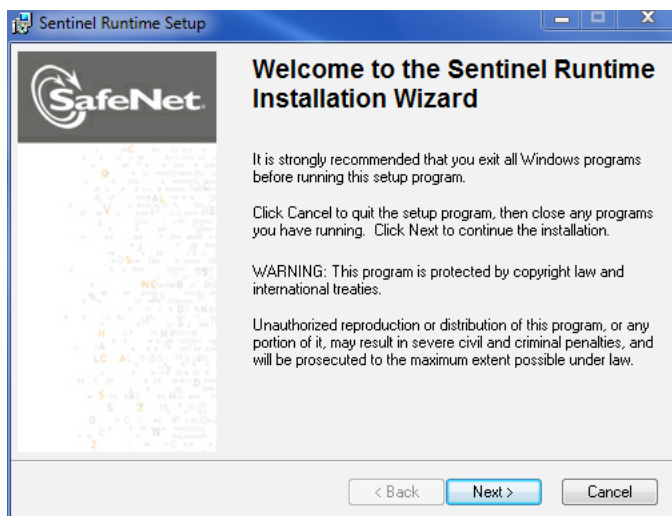 Sentinel Runtime Setup
SafeNet.
Welcome to the Sentinel Runtime
Installation Wizard
It is strongly recommended that you exit all Windows programs
before running this setup program.
Click Cancel to quit the setup program, then close any programs
you have running.  Click Next to continue the installation.
WARNING: This program is protected by copyright law and
international treaties.
Unauthorized reproduction or distribution of this program, or any
portion of it, may result in severe civil and criminal penalties, and
will be prosecuted to the maximum extent possible under law.
< Back
Next >
Cancel